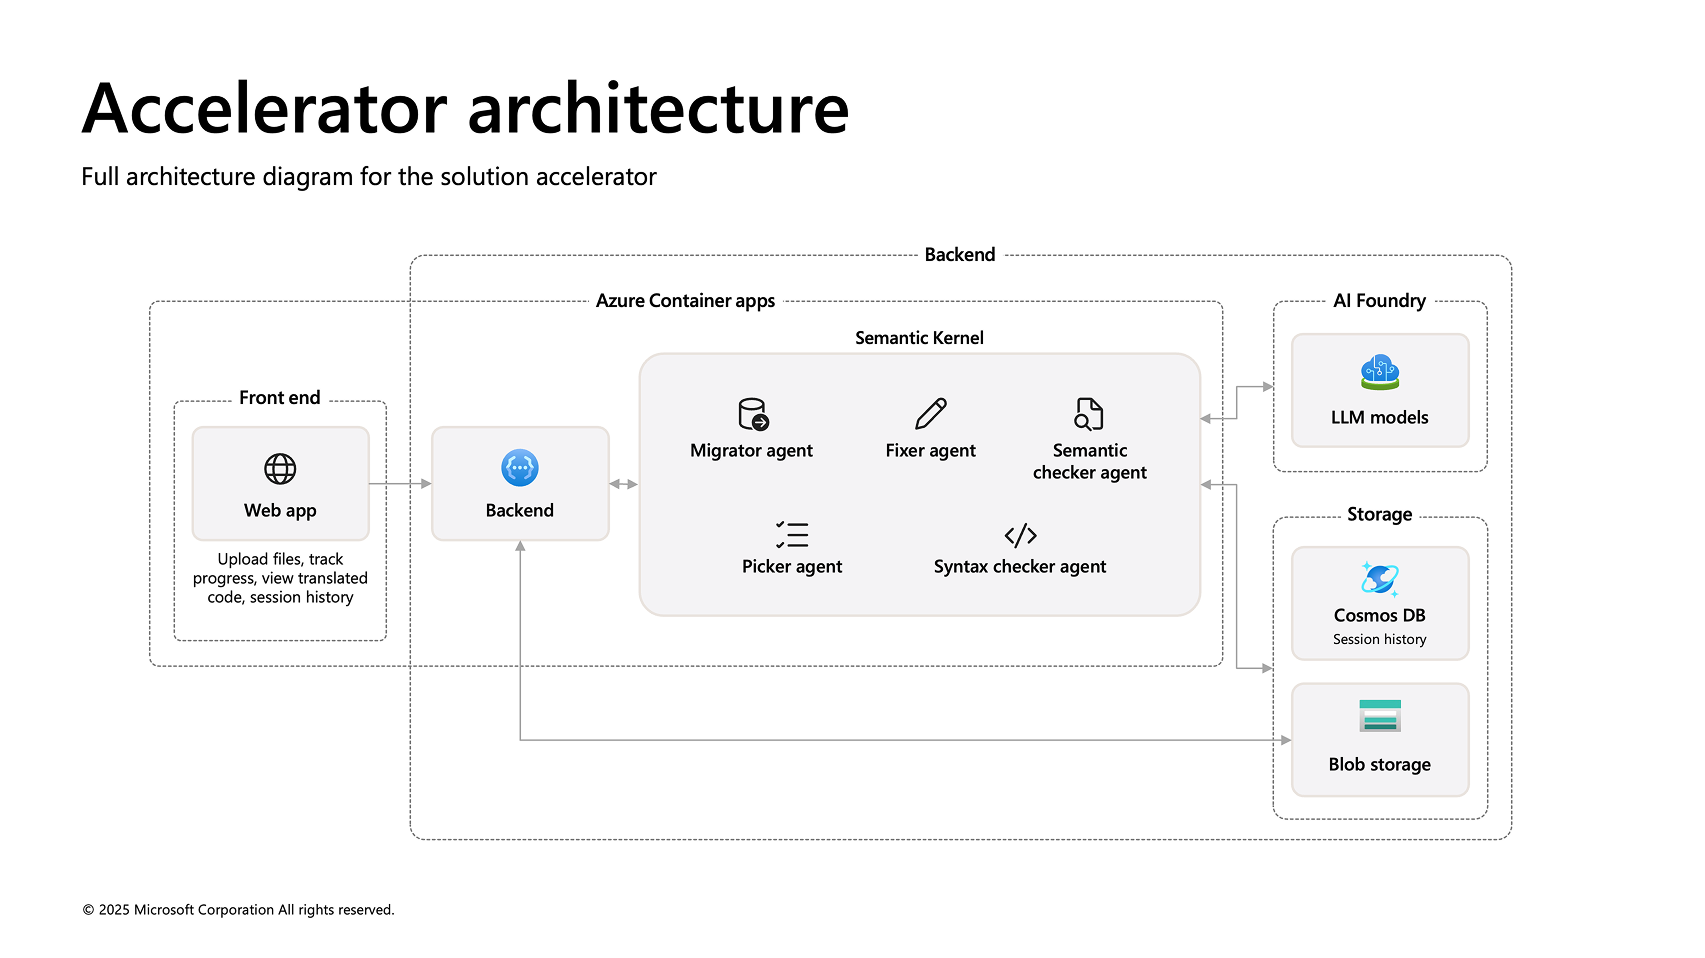 Accelerator architecture
Full architecture diagram for the solution accelerator
Backend
Azure Container apps
AI Foundry
Semantic Kernel
Front end
Web app
Upload files, track
progress, view translated
code, session history
Backend
Migrator agent
Fixer agent
Semantic
checker agent
Picker agent
Syntax checker agent
LLM models
Storage
Cosmos DB
Session history
Blob storage
© 2025 Microsoft Corporation All rights reserved.